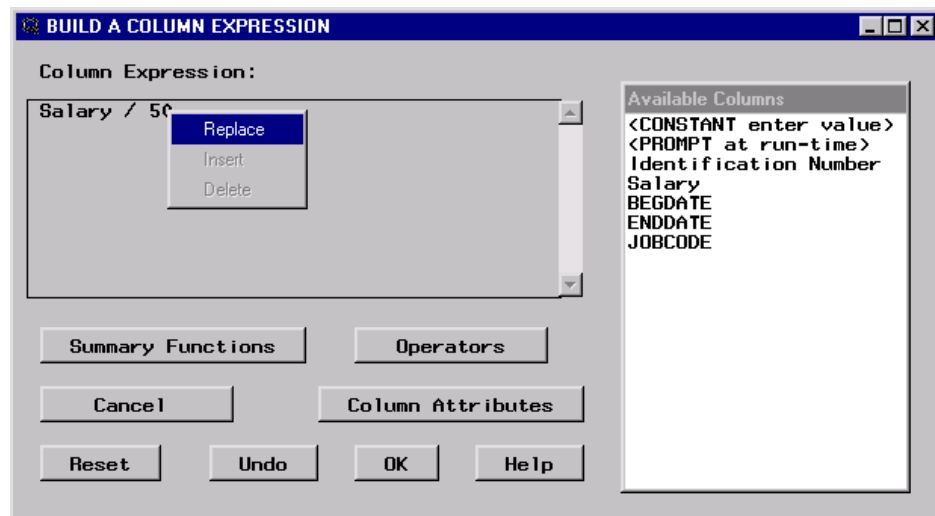 BUILD A COLUMN EXPRESSION
Column Expression:
Salary / 50
Replace
Insert
Delete
Available Columns
<CONSTANT enter value>
<PROMPT at run-time>
Identification Number
Salary
BEGDATE
ENDDATE
JOBCODE
Summary Functions
Operators
Cancel
Column Attributes
Reset
Undo
OK
Help